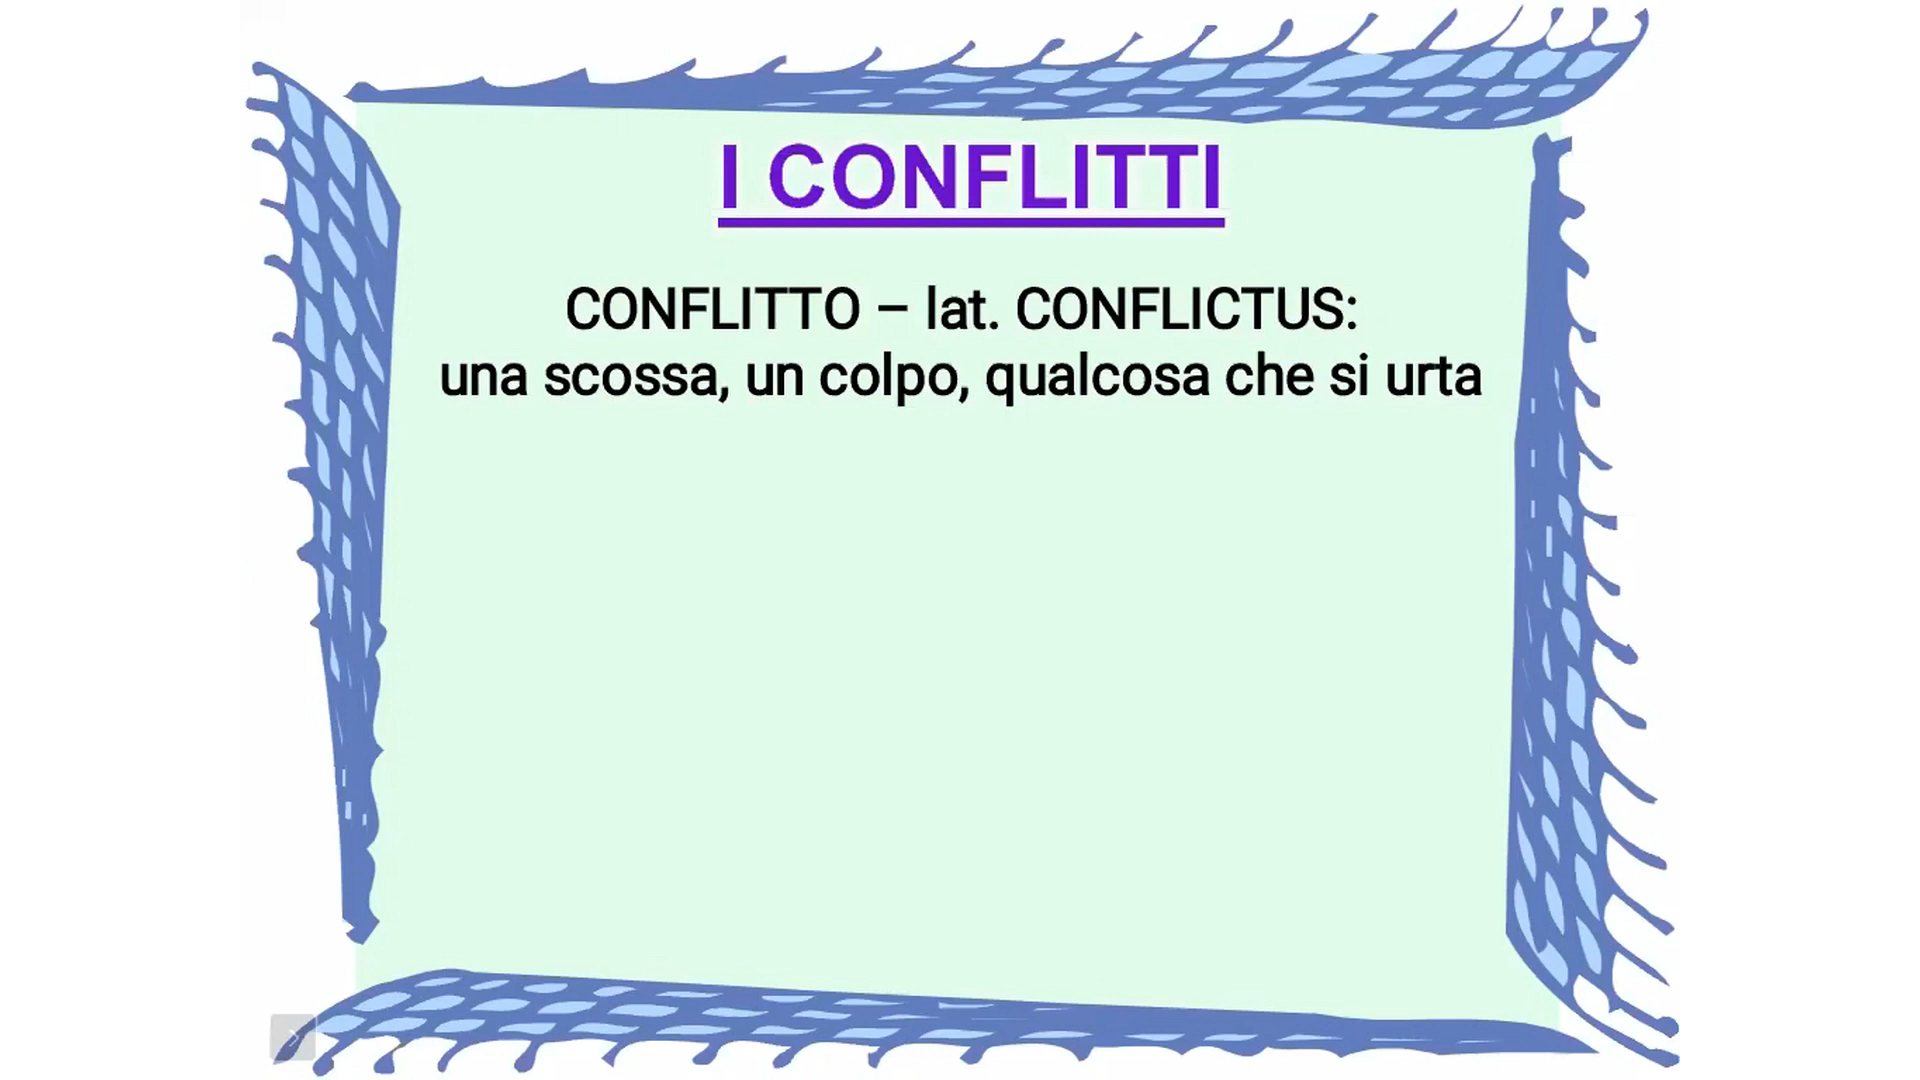 I CONFLITTI
CONFLITTO – lat. CONFLICTUS:
una scossa, un colpo, qualcosa che si urta